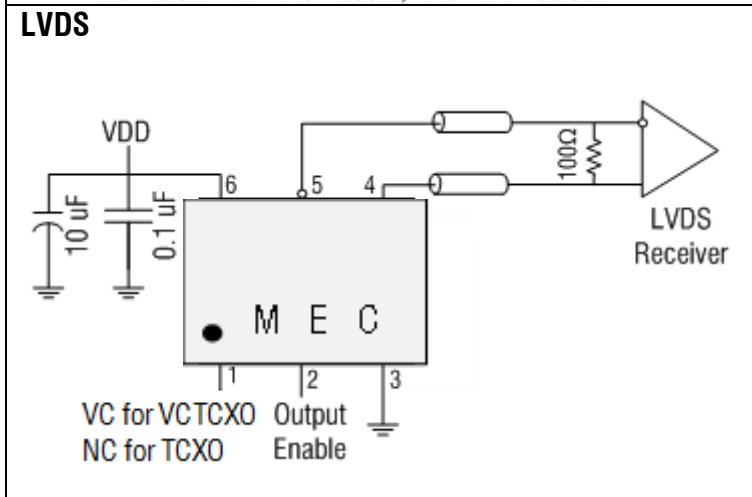 LVDS
VDD
10 uF
0.1 uF
6
5
4
100Ω
LVDS
Receiver
M E C
1
2
3
VC for VCTCXO
NC for TCXO
Output
Enable